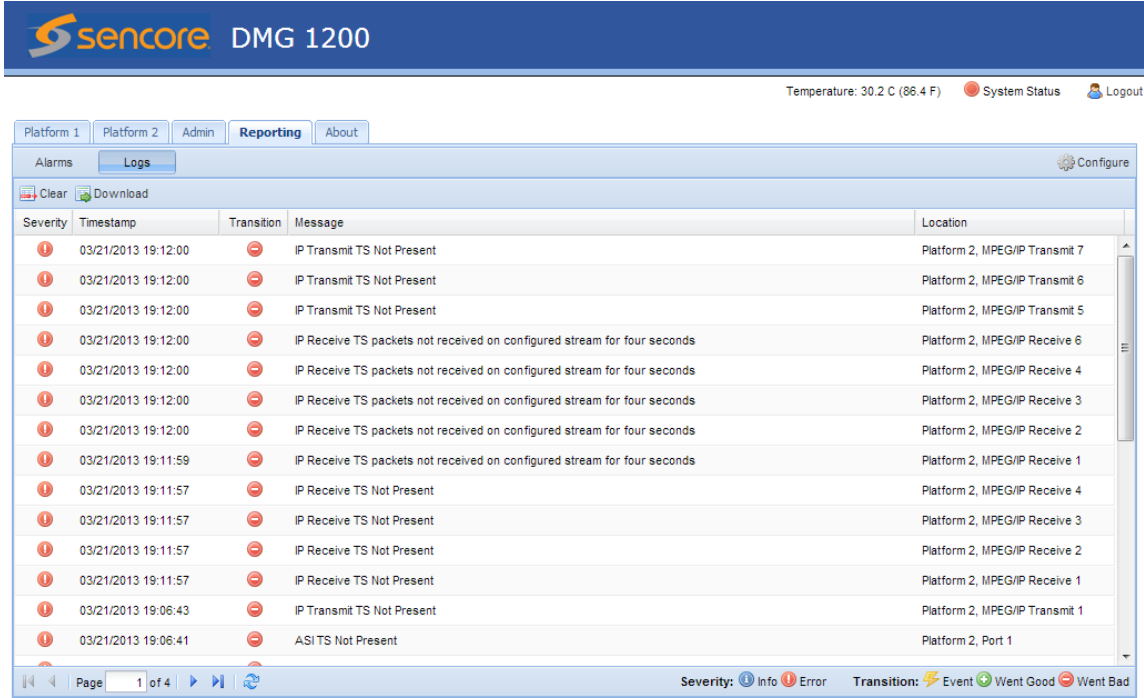 sencore DMG 1200
Temperature: 30.2 C (86.4 F) System Status Logout
Platform 1 Platform 2 Admin Reporting About
Alarms Logs Configure
Clear Download
Severity Timestamp Transition Message Location
03/21/2013 19:12:00 IP Transmit TS Not Present Platform 2, MPEG/IP Transmit 7
03/21/2013 19:12:00 IP Transmit TS Not Present Platform 2, MPEG/IP Transmit 6
03/21/2013 19:12:00 IP Transmit TS Not Present Platform 2, MPEG/IP Transmit 5
03/21/2013 19:12:00 IP Receive TS packets not received on configured stream for four seconds Platform 2, MPEG/IP Receive 6
03/21/2013 19:12:00 IP Receive TS packets not received on configured stream for four seconds Platform 2, MPEG/IP Receive 4
03/21/2013 19:12:00 IP Receive TS packets not received on configured stream for four seconds Platform 2, MPEG/IP Receive 3
03/21/2013 19:12:00 IP Receive TS packets not received on configured stream for four seconds Platform 2, MPEG/IP Receive 2
03/21/2013 19:11:59 IP Receive TS packets not received on configured stream for four seconds Platform 2, MPEG/IP Receive 1
03/21/2013 19:11:57 IP Receive TS Not Present Platform 2, MPEG/IP Receive 4
03/21/2013 19:11:57 IP Receive TS Not Present Platform 2, MPEG/IP Receive 3
03/21/2013 19:11:57 IP Receive TS Not Present Platform 2, MPEG/IP Receive 2
03/21/2013 19:11:57 IP Receive TS Not Present Platform 2, MPEG/IP Receive 1
03/21/2013 19:06:43 IP Transmit TS Not Present Platform 2, MPEG/IP Transmit 1
03/21/2013 19:06:41 ASI TS Not Present Platform 2, Port 1
Page 1 of 4 Severity: Info Error Transition: Event Went Good Went Bad